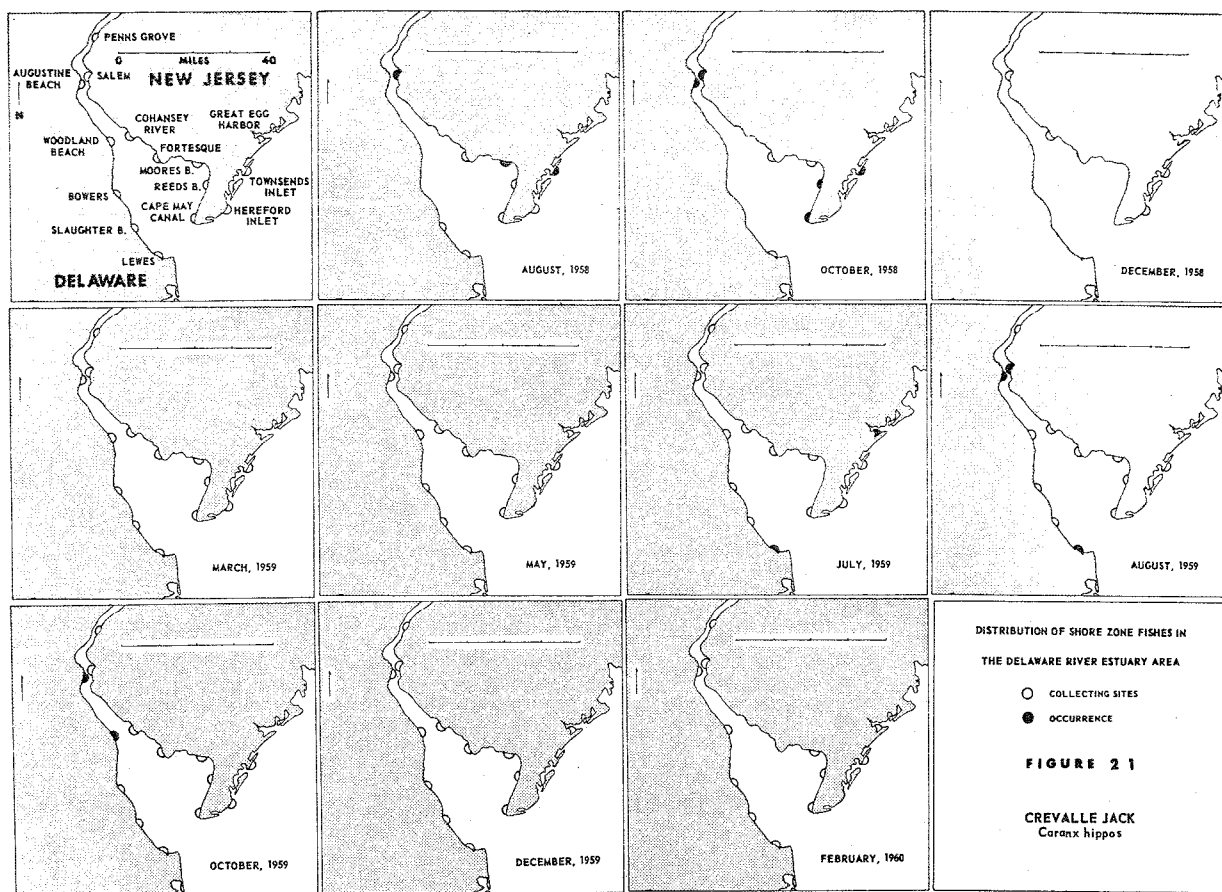 PENNS GROVE
0 MILES 40
AUGUSTINE
BEACH
SALEM
NEW JERSEY
N
COHANSEY
RIVER
GREAT EGG
HARBOR
WOODLAND
BEACH
FORTESQUE
MOORES B.
REEDS B.
TOWNSENDS
INLET
BOWERS
CAPE MAY
CANAL
HEREFORD
INLET
SLAUGHTER B.
LEWES
DELAWARE
AUGUST, 1958
OCTOBER, 1958
DECEMBER, 1958
MARCH, 1959
MAY, 1959
JULY, 1959
AUGUST, 1959
OCTOBER, 1959
DECEMBER, 1959
FEBRUARY, 1960
DISTRIBUTION OF SHORE ZONE FISHES IN
THE DELAWARE RIVER ESTUARY AREA
COLLECTING SITES
OCCURRENCE
FIGURE 21
CREVALLE JACK
Caranx hippos